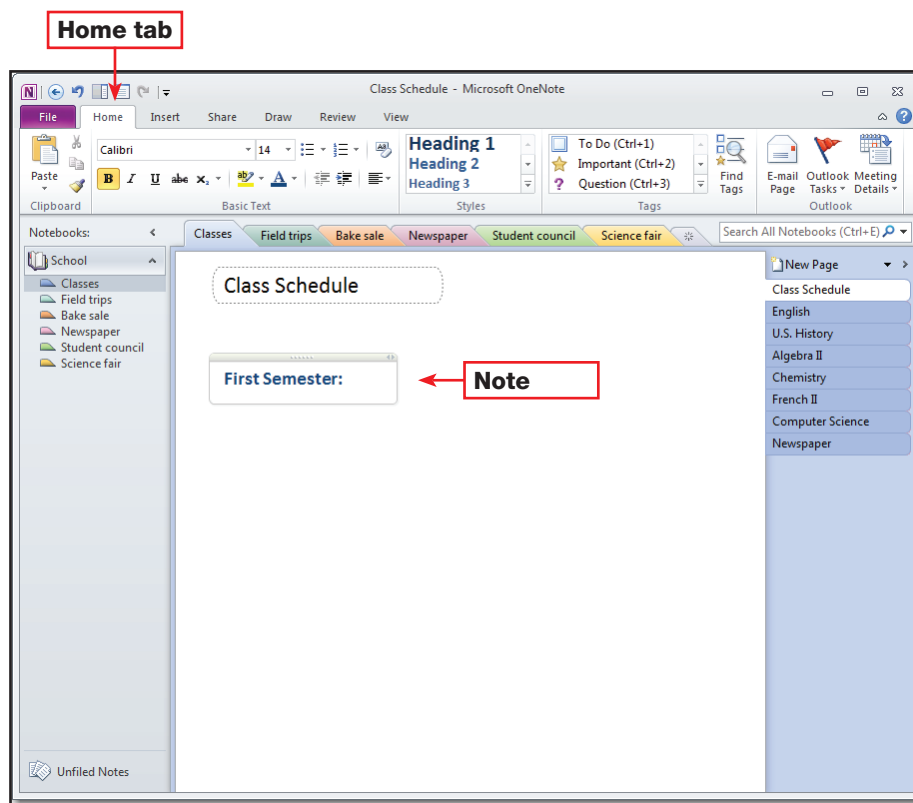 Home tab
Class Schedule - Microsoft OneNote
File Home Insert Share Draw Review View
Paste
Clipboard
Calibri 14
B I U abc x₂ A
Basic Text
Heading 1
Heading 2
Heading 3
Styles
To Do (Ctrl+1)
Important (Ctrl+2)
? Question (Ctrl+3)
Tags
Find
Tags
E-mail
Page
Outlook
Tasks
Meeting
Details
Outlook
Notebooks:
Classes Field trips Bake sale Newspaper Student council Science fair
Search All Notebooks (Ctrl+E)
School
Classes
Field trips
Bake sale
Newspaper
Student council
Science fair
Class Schedule
First Semester:
Note
New Page
Class Schedule
English
U.S. History
Algebra II
Chemistry
French II
Computer Science
Newspaper
Unfiled Notes